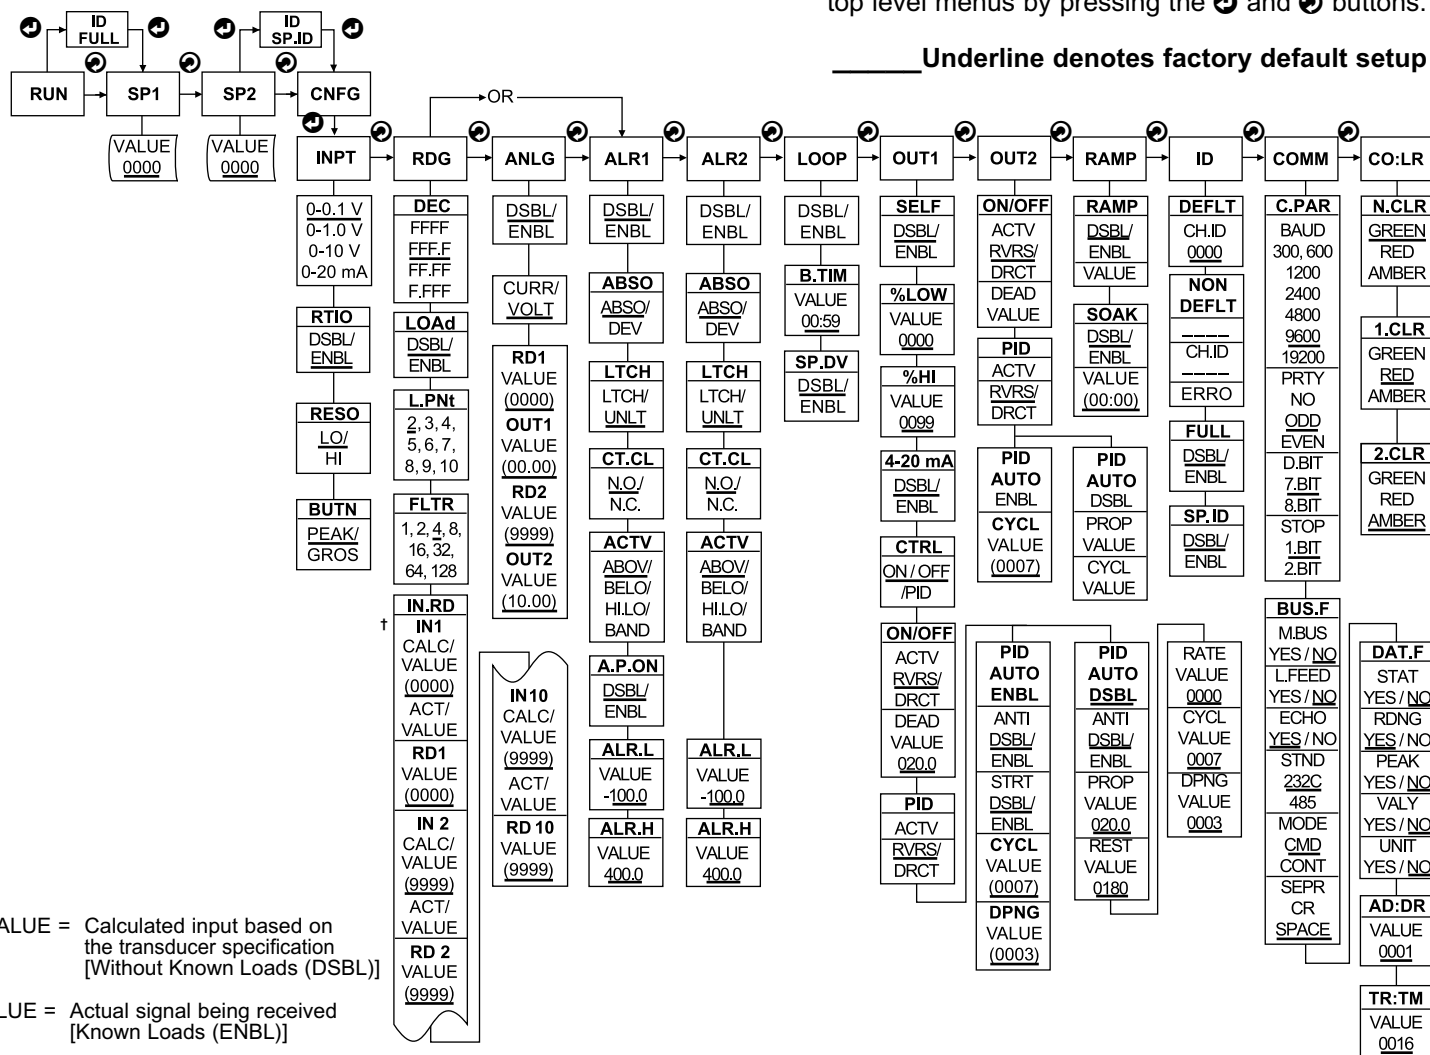 top level menus by pressing the and buttons.
Underline denotes factory default setup
ID
FULL
ID
SP.ID
RUN
SP1
SP2
CNFG
VALUE
0000
VALUE
0000
OR
INPT
RDG
ANLG
ALR1
ALR2
LOOP
OUT1
OUT2
RAMP
ID
COMM
CO:LR
0-0.1 V
0-1.0 V
0-10 V
0-20 mA
RTIO
DSBL/
ENBL
RESO
LO/
HI
BUTN
PEAK/
GROS
DEC
FFFF
FFF.F
FF.FF
F.FFF
LOAd
DSBL/
ENBL
L.PNt
2, 3, 4,
5, 6, 7,
8, 9, 10
FLTR
1, 2, 4, 8,
16, 32,
64, 128
†
IN.RD
IN1
CALC/
VALUE
(0000)
ACT/
VALUE
RD1
VALUE
(0000)
IN 2
CALC/
VALUE
(9999)
ACT/
VALUE
RD 2
VALUE
(9999)
DSBL/
ENBL
CURR/
VOLT
RD1
VALUE
(0000)
OUT1
VALUE
(00.00)
RD2
VALUE
(9999)
OUT2
VALUE
(10.00)
IN10
CALC/
VALUE
(9999)
ACT/
VALUE
RD 10
VALUE
(9999)
DSBL/
ENBL
ABSO
ABSO/
DEV
LTCH
LTCH/
UNLT
CT.CL
N.O./
N.C.
ACTV
ABOV/
BELO/
HI.LO/
BAND
A.P.ON
DSBL/
ENBL
ALR.L
VALUE
-100.0
ALR.H
VALUE
400.0
DSBL/
ENBL
ABSO
ABSO/
DEV
LTCH
LTCH/
UNLT
CT.CL
N.O./
N.C.
ACTV
ABOV/
BELO/
HI.LO/
BAND
ALR.L
VALUE
-100.0
ALR.H
VALUE
400.0
DSBL/
ENBL
B.TIM
VALUE
00:59
SP.DV
DSBL/
ENBL
SELF
DSBL/
ENBL
%LOW
VALUE
0000
%HI
VALUE
0099
4-20 mA
DSBL/
ENBL
CTRL
ON / OFF
/PID
ON/OFF
ACTV
RVRS/
DRCT
DEAD
VALUE
020.0
PID
ACTV
RVRS/
DRCT
ON/OFF
ACTV
RVRS/
DRCT
DEAD
VALUE
PID
ACTV
RVRS/
DRCT
PID
AUTO
ENBL
CYCL
VALUE
(0007)
PID
AUTO
DSBL
PROP
VALUE
CYCL
VALUE
PID
AUTO
ENBL
ANTI
DSBL/
ENBL
STRT
DSBL/
ENBL
CYCL
VALUE
(0007)
DPNG
VALUE
(0003)
PID
AUTO
DSBL
ANTI
DSBL/
ENBL
PROP
VALUE
020.0
REST
VALUE
0180
RATE
VALUE
0000
CYCL
VALUE
0007
DPNG
VALUE
0003
RAMP
DSBL/
ENBL
VALUE
SOAK
DSBL/
ENBL
VALUE
(00:00)
DEFLT
CH.ID
0000
NON
DEFLT
____
CH.ID
____
ERRO
FULL
DSBL/
ENBL
SP.ID
DSBL/
ENBL
C.PAR
BAUD
300, 600
1200
2400
4800
9600
19200
PRTY
NO
ODD
EVEN
D.BIT
7.BIT
8.BIT
STOP
1.BIT
2.BIT
BUS.F
M.BUS
YES / NO
L.FEED
YES / NO
ECHO
YES / NO
STND
232C
485
MODE
CMD
CONT
SEPR
CR
SPACE
N.CLR
GREEN
RED
AMBER
1.CLR
GREEN
RED
AMBER
2.CLR
GREEN
RED
AMBER
DAT.F
STAT
YES / NO
RDNG
YES / NO
PEAK
YES / NO
VALY
YES / NO
UNIT
YES / NO
AD:DR
VALUE
0001
TR:TM
VALUE
0016
ALUE = Calculated input based on
the transducer specification
[Without Known Loads (DSBL)]
LUE = Actual signal being received
[Known Loads (ENBL)]